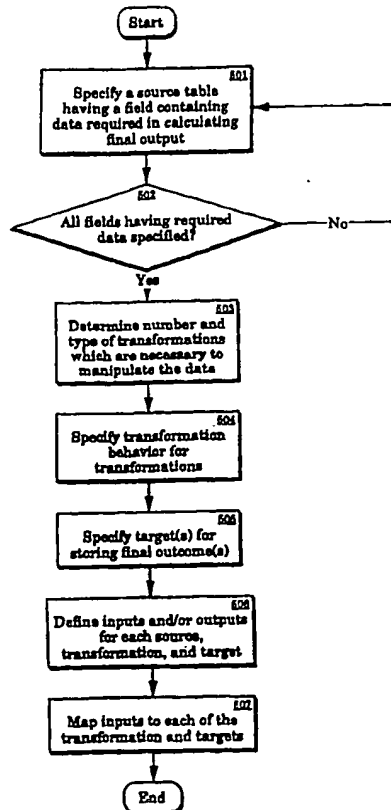 Start
501
Specify a source table
having a field containing
data required in calculating
final output
502
All fields having required
data specified?
No
Yes
503
Determine number and
type of transformations
which are necessary to
manipulate the data
504
Specify transformation
behavior for
transformations
505
Specify target(s) for
storing final outcome(s)
506
Define inputs and/or outputs
for each source,
transformation, and target
507
Map inputs to each of the
transformation and targets
End